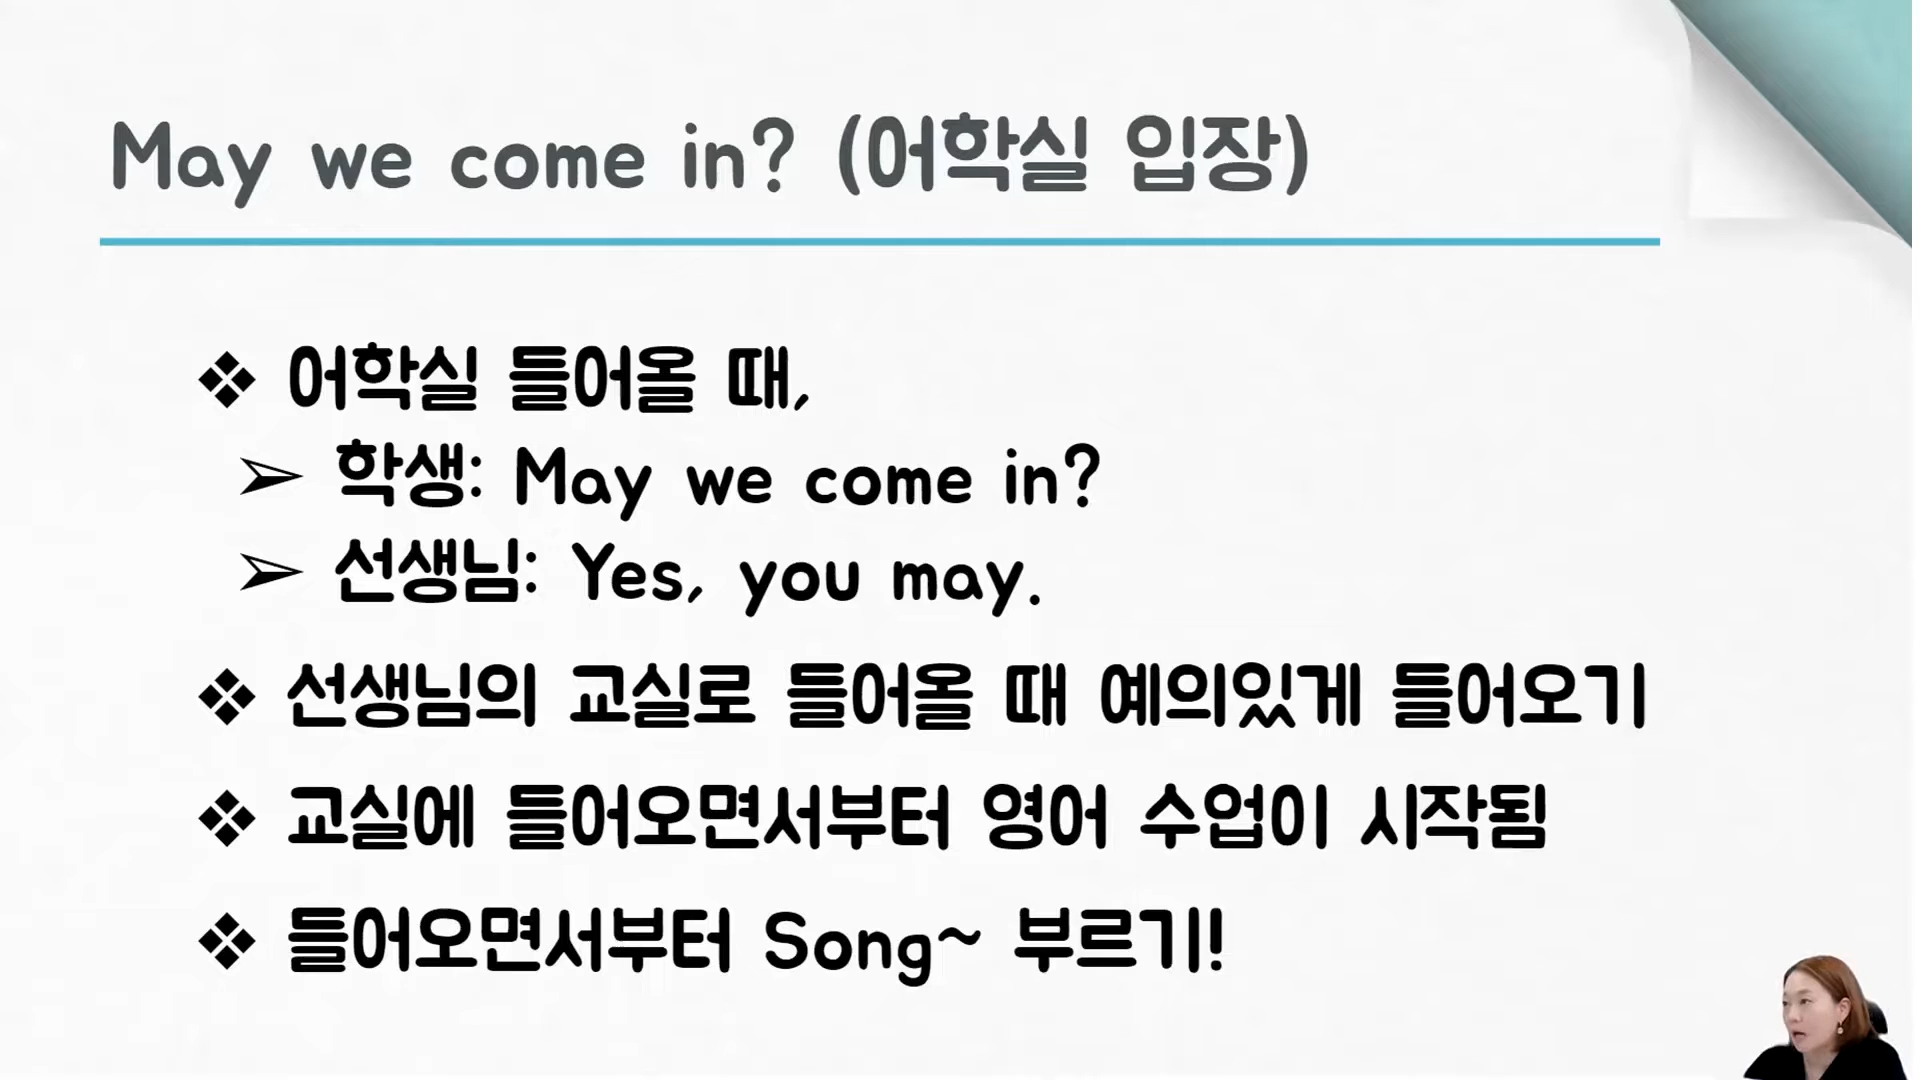 May we come in? (어학실 입장)
❖ 어학실 들어올 때,
➢ 학생: May we come in?
➢ 선생님: Yes, you may.
❖ 선생님의 교실로 들어올 때 예의있게 들어오기
❖ 교실에 들어오면서부터 영어 수업이 시작됨
❖ 들어오면서부터 Song~ 부르기!